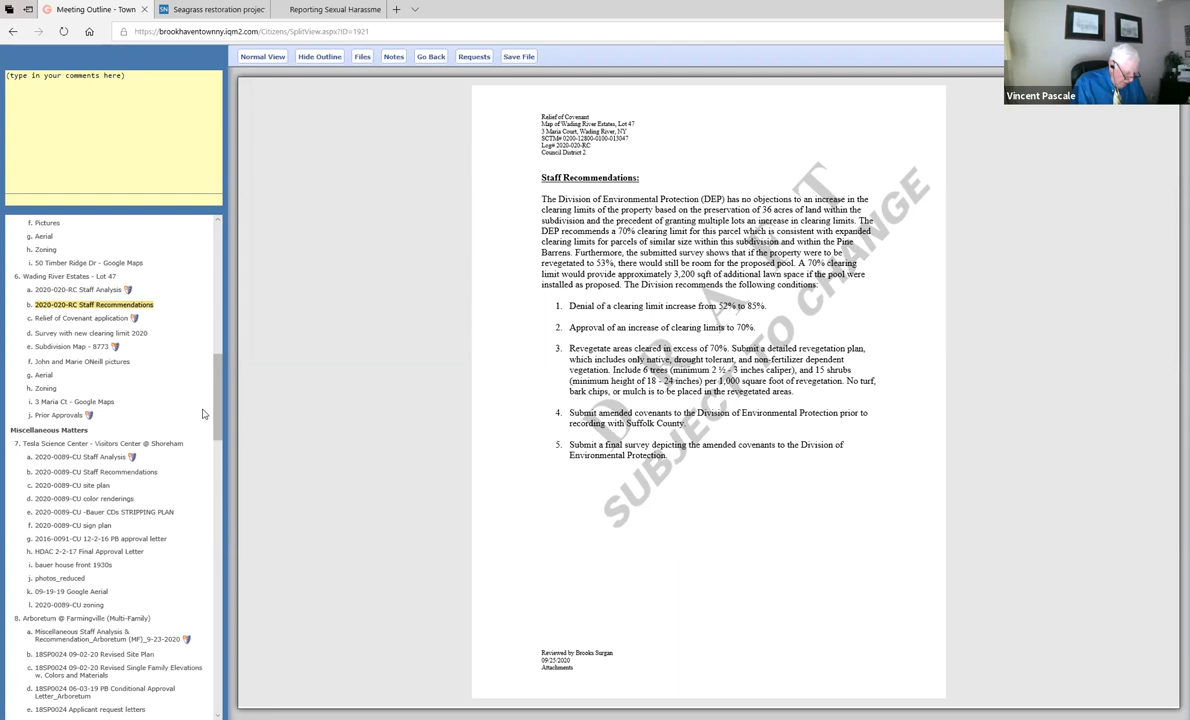 Meeting Outline - Town
Seagrass restoration projec
Reporting Sexual Harassme
https://brookhaventownny.iqm2.com/Citizens/SplitView.aspx?ID=1921
Normal View
Hide Outline
Files
Notes
Go Back
Requests
Save File
Vincent Pascale
(type in your comments here)
f. Pictures
g. Aerial
h. Zoning
i. 50 Timber Ridge Dr - Google Maps
6. Wading River Estates - Lot 47
a. 2020-020-RC Staff Analysis
b. 2020-020-RC Staff Recommendations
c. Relief of Covenant application
d. Survey with new clearing limit 2020
e. Subdivision Map - 8773
f. John and Marie ONeill pictures
g. Aerial
h. Zoning
i. 3 Maria Ct - Google Maps
j. Prior Approvals
Miscellaneous Matters
7. Tesla Science Center - Visitors Center @ Shoreham
a. 2020-0089-CU Staff Analysis
b. 2020-0089-CU Staff Recommendations
c. 2020-0089-CU site plan
d. 2020-0089-CU color renderings
e. 2020-0089-CU -Bauer CDs STRIPPING PLAN
f. 2020-0089-CU sign plan
g. 2016-0091-CU 12-2-16 PB approval letter
h. HDAC 2-2-17 Final Approval Letter
i. bauer house front 1930s
j. photos_reduced
k. 09-19-19 Google Aerial
l. 2020-0089-CU zoning
8. Arboretum @ Farmingville (Multi-Family)
a. Miscellaneous Staff Analysis &
Recommendation_Arboretum (MF)_9-23-2020
b. 18SP0024 09-02-20 Revised Site Plan
c. 18SP0024 09-02-20 Revised Single Family Elevations
w. Colors and Materials
d. 18SP0024 06-03-19 PB Conditional Approval
Letter_Arboretum
e. 18SP0024 Applicant request letters
Relief of Covenant
Map of Wading River Estates, Lot 47
3 Maria Court, Wading River, NY
SCTM# 0200-12800-0100-013047
Log# 2020-020-RC
Council District 2
Staff Recommendations:
The Division of Environmental Protection (DEP) has no objections to an increase in the
clearing limits of the property based on the preservation of 36 acres of land within the
subdivision and the precedent of granting multiple lots an increase in clearing limits. The
DEP recommends a 70% clearing limit for this parcel which is consistent with expanded
clearing limits for parcels of similar size within this subdivision and within the Pine
Barrens. Furthermore, the submitted survey shows that if the property were to be
revegetated to 53%, there would still be room for the proposed pool. A 70% clearing
limit would provide approximately 3,200 sqft of additional lawn space if the pool were
installed as proposed. The Division recommends the following conditions:
1. Denial of a clearing limit increase from 52% to 85%.
2. Approval of an increase of clearing limits to 70%.
3. Revegetate areas cleared in excess of 70%. Submit a detailed revegetation plan,
which includes only native, drought tolerant, and non-fertilizer dependent
vegetation. Include 6 trees (minimum 2 ½ - 3 inches caliper), and 15 shrubs
(minimum height of 18 - 24 inches) per 1,000 square foot of revegetation. No turf,
bark chips, or mulch is to be placed in the revegetated areas.
4. Submit amended covenants to the Division of Environmental Protection prior to
recording with Suffolk County.
5. Submit a final survey depicting the amended covenants to the Division of
Environmental Protection.
DRAFT
SUBJECT TO CHANGE
Reviewed by Brooks Surgan
09/25/2020
Attachments